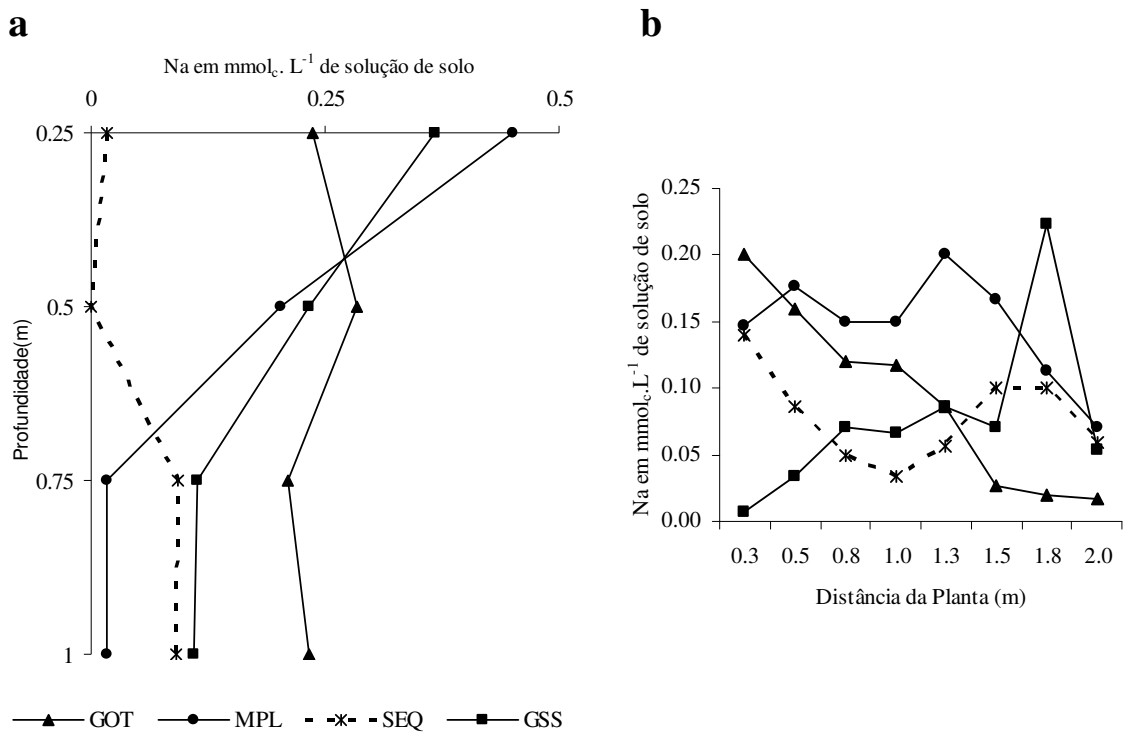 a
Na em mmolc. L-1 de solução de solo
0 0.25 0.5
0.25
0.5
0.75
1
Profundidade(m)
b
Na em mmolc.L-1 de solução de solo
0.25
0.20
0.15
0.10
0.05
0.00
0.3 0.5 0.8 1.0 1.3 1.5 1.8 2.0
Distância da Planta (m)
GOT MPL SEQ GSS